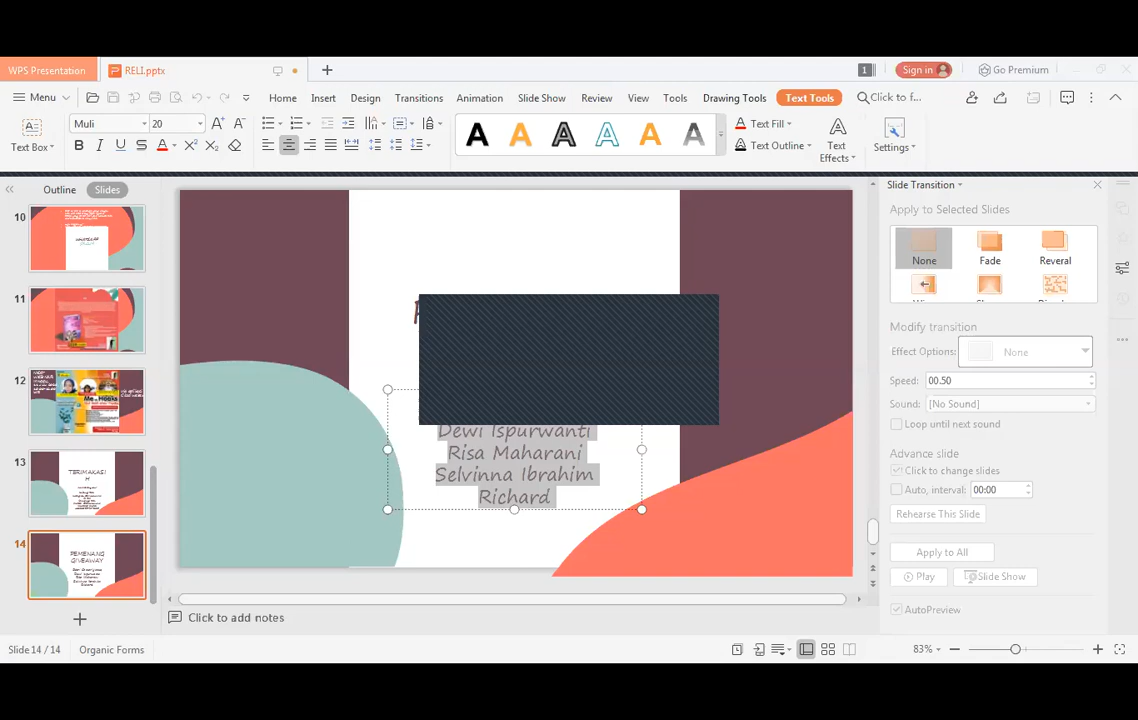 WPS Presentation
RELI.pptx
1
Sign in
Go Premium
Menu
Home
Insert
Design
Transitions
Animation
Slide Show
Review
View
Tools
Drawing Tools
Text Tools
Click to f...
Text Box
Muli
20
Text Fill
Text Outline
Text
Effects
Settings
Outline
Slides
10
11
12
13
TERIMAKASI
H
14
PEMENANG
GIVEAWAY
Dewi Ispurwanti
Risa Maharani
Selvinna Ibrahim
Richard
Click to add notes
Slide Transition
Apply to Selected Slides
None
Fade
Reveral
Modify transition
Effect Options:
None
Speed:
00.50
Sound:
[No Sound]
Loop until next sound
Advance slide
Click to change slides
Auto, interval:
00:00
Rehearse This Slide
Apply to All
Play
Slide Show
AutoPreview
Slide 14 / 14
Organic Forms
83%